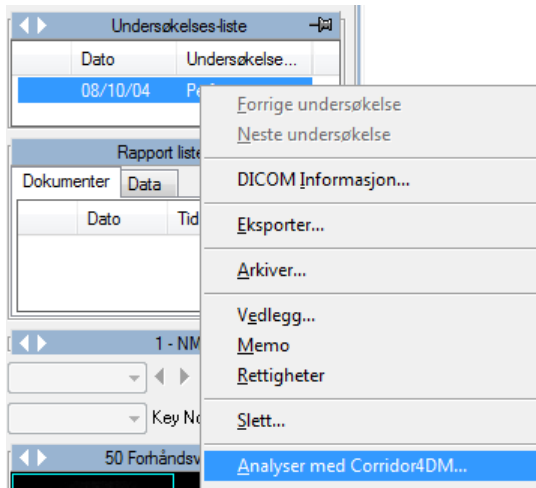 Undersøkelses-liste
Dato Undersøkelse...
08/10/04
Forrige undersøkelse
Neste undersøkelse
Rapport liste
DICOM Informasjon...
Dokumenter Data
Dato Tid
Eksporter...
Arkiver...
Vedlegg...
1 - NM
Memo
Rettigheter
Key No
Slett...
50 Forhåndsv
Analyser med Corridor4DM...